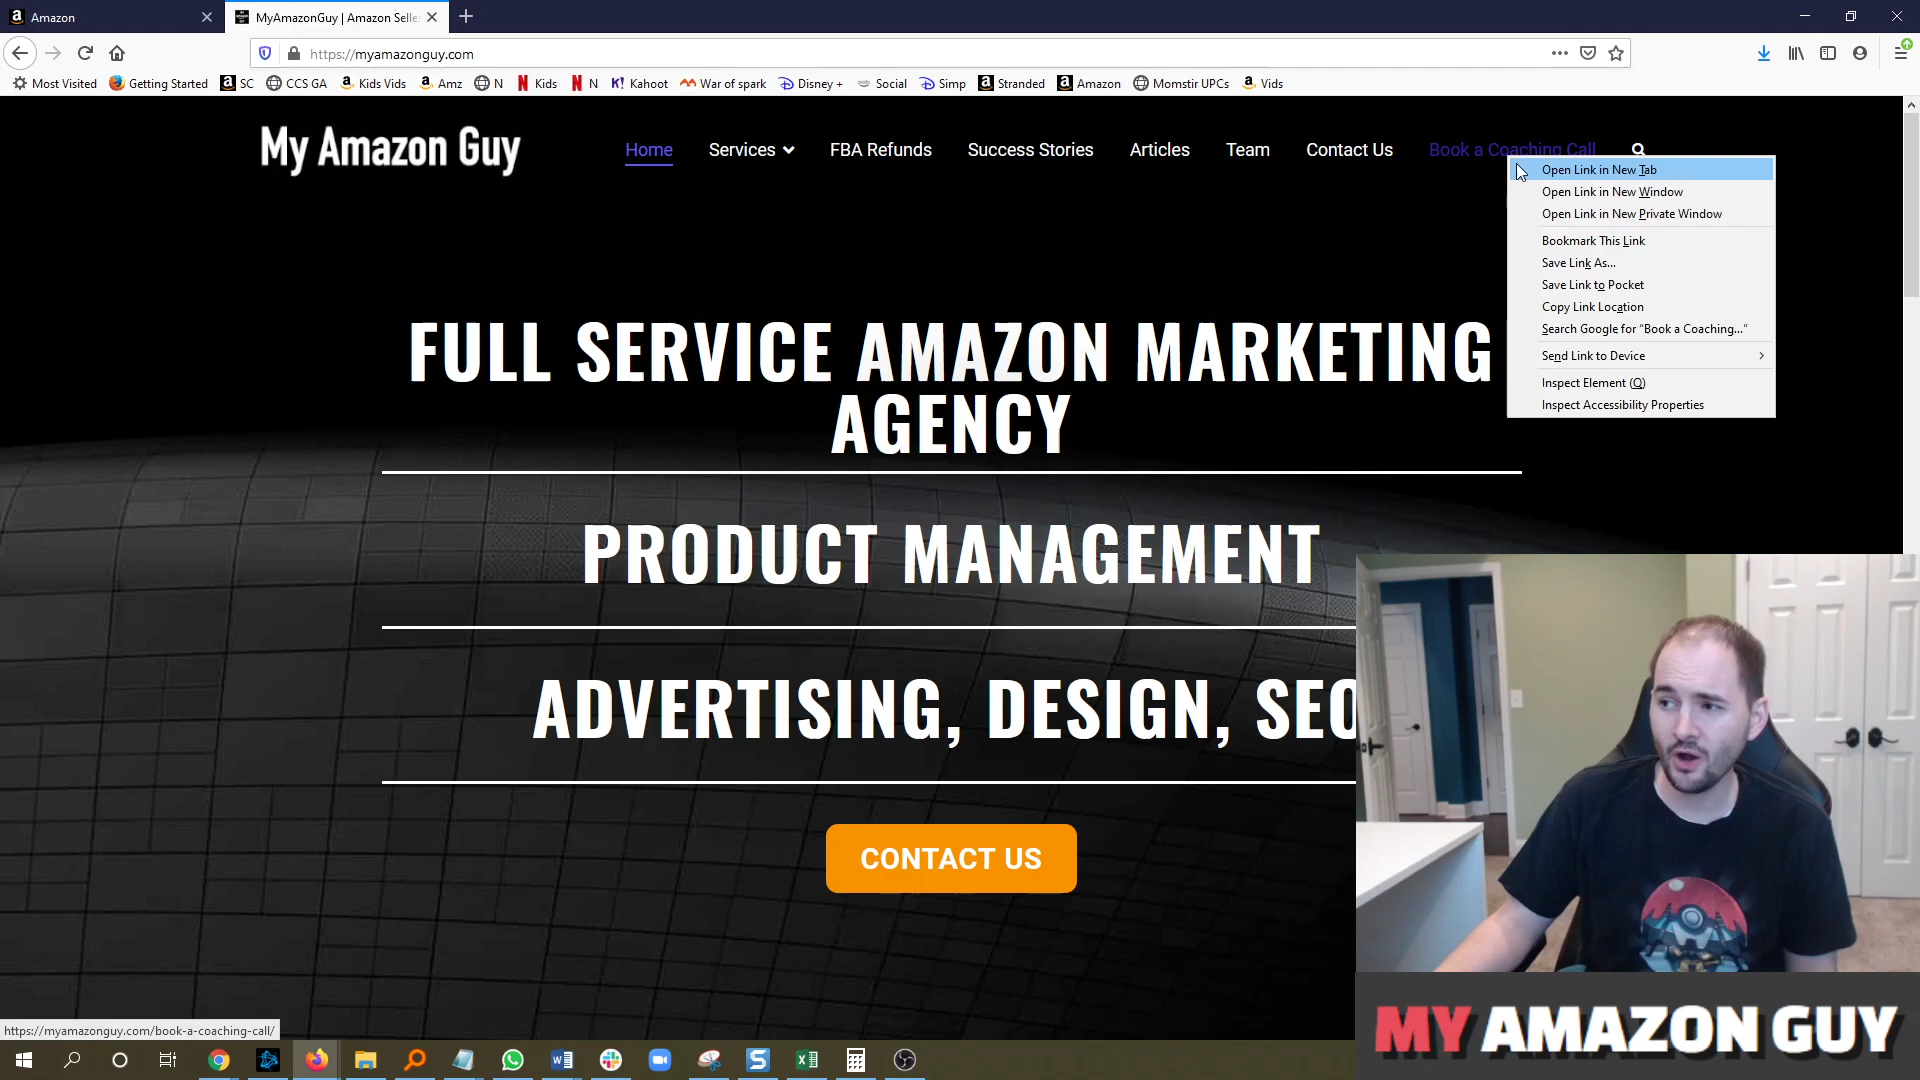 Amazon
MyAmazonGuy | Amazon Selle
https://myamazonguy.com
Most Visited
Getting Started
SC
CCS GA
Kids Vids
Amz
N
Kids
N
Kahoot
War of spark
Disney +
Social
Simp
Stranded
Amazon
Momstir UPCs
Vids
My Amazon Guy
Home
Services
FBA Refunds
Success Stories
Articles
Team
Contact Us
Book a Coaching Call
Open Link in New Tab
Open Link in New Window
Open Link in New Private Window
Bookmark This Link
Save Link As...
Save Link to Pocket
Copy Link Location
Search Google for “Book a Coaching...”
Send Link to Device
Inspect Element (Q)
Inspect Accessibility Properties
FULL SERVICE AMAZON MARKETING
AGENCY
PRODUCT MANAGEMENT
ADVERTISING, DESIGN, SEO
CONTACT US
https://myamazonguy.com/book-a-coaching-call/
MY AMAZON GUY